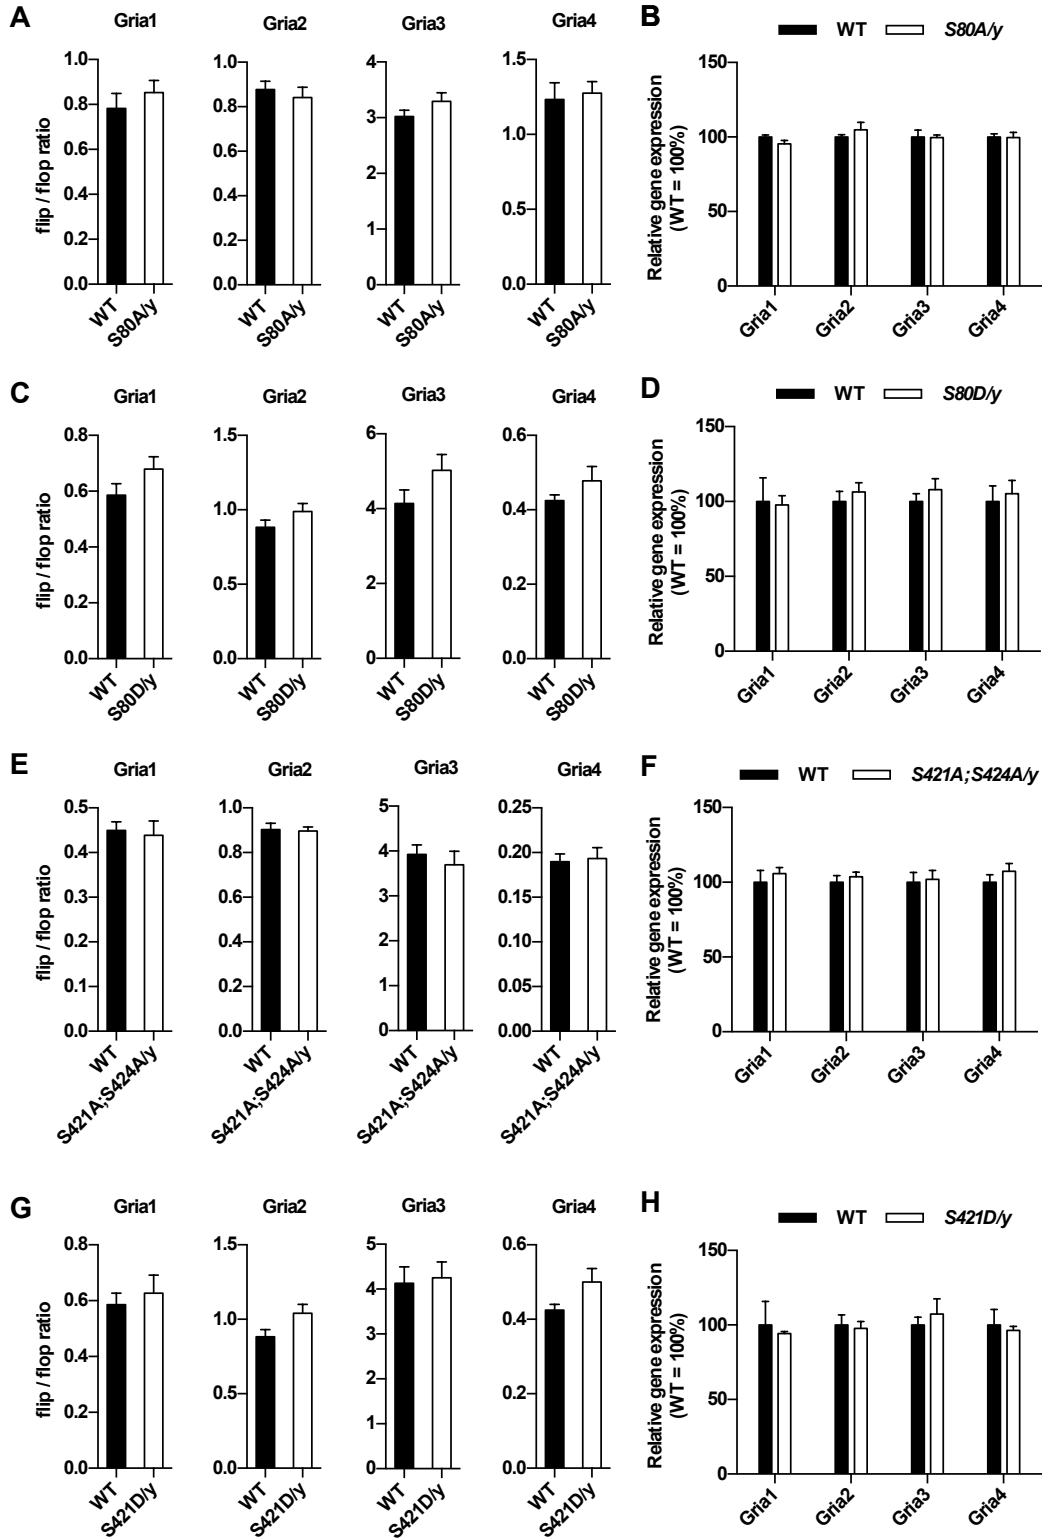 A
Gria1
Gria2
Gria3
Gria4
flip / flop ratio
1.0
0.8
0.6
0.4
0.2
0.0
WT
S80A/y
1.0
0.8
0.6
0.4
0.2
0.0
WT
S80A/y
4
3
2
1
0
WT
S80A/y
1.5
1.0
0.5
0.0
WT
S80A/y
B
WT
S80A/y
Relative gene expression
(WT = 100%)
150
100
50
0
Gria1
Gria2
Gria3
Gria4
C
Gria1
Gria2
Gria3
Gria4
flip / flop ratio
0.8
0.6
0.4
0.2
0.0
WT
S80D/y
1.5
1.0
0.5
0.0
WT
S80D/y
6
4
2
0
WT
S80D/y
0.6
0.4
0.2
0.0
WT
S80D/y
D
WT
S80D/y
Relative gene expression
(WT = 100%)
150
100
50
0
Gria1
Gria2
Gria3
Gria4
E
Gria1
Gria2
Gria3
Gria4
flip / flop ratio
0.5
0.4
0.3
0.2
0.1
0.0
WT
S421A;S424A/y
1.0
0.8
0.6
0.4
0.2
0.0
WT
S421A;S424A/y
5
4
3
2
1
0
WT
S421A;S424A/y
0.25
0.20
0.15
0.10
0.05
0.00
WT
S421A;S424A/y
F
WT
S421A;S424A/y
Relative gene expression
(WT = 100%)
150
100
50
0
Gria1
Gria2
Gria3
Gria4
G
Gria1
Gria2
Gria3
Gria4
flip / flop ratio
0.8
0.6
0.4
0.2
0.0
WT
S421D/y
1.5
1.0
0.5
0.0
WT
S421D/y
5
4
3
2
1
0
WT
S421D/y
0.6
0.4
0.2
0.0
WT
S421D/y
H
WT
S421D/y
Relative gene expression
(WT = 100%)
150
100
50
0
Gria1
Gria2
Gria3
Gria4